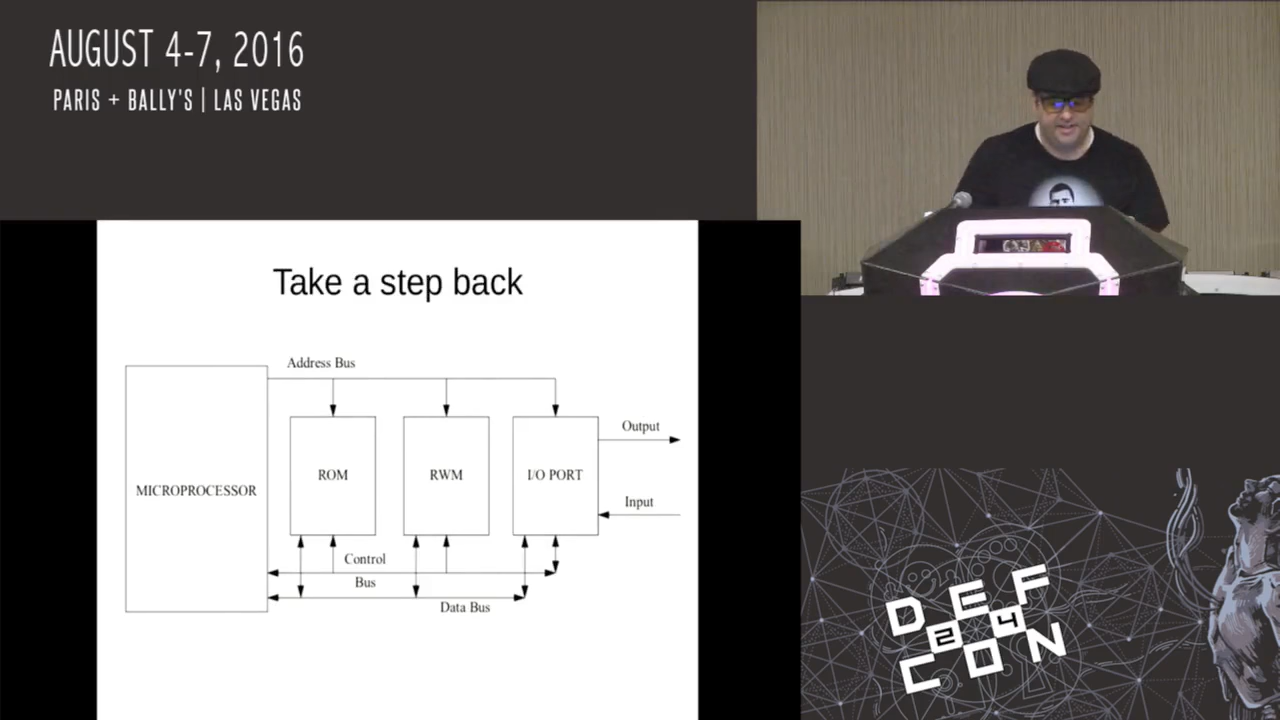 AUGUST 4-7, 2016
PARIS + BALLY'S | LAS VEGAS
Take a step back
Address Bus
MICROPROCESSOR
ROM
RWM
I/O PORT
Output
Input
Control
Bus
Data Bus
DEF
24
CON